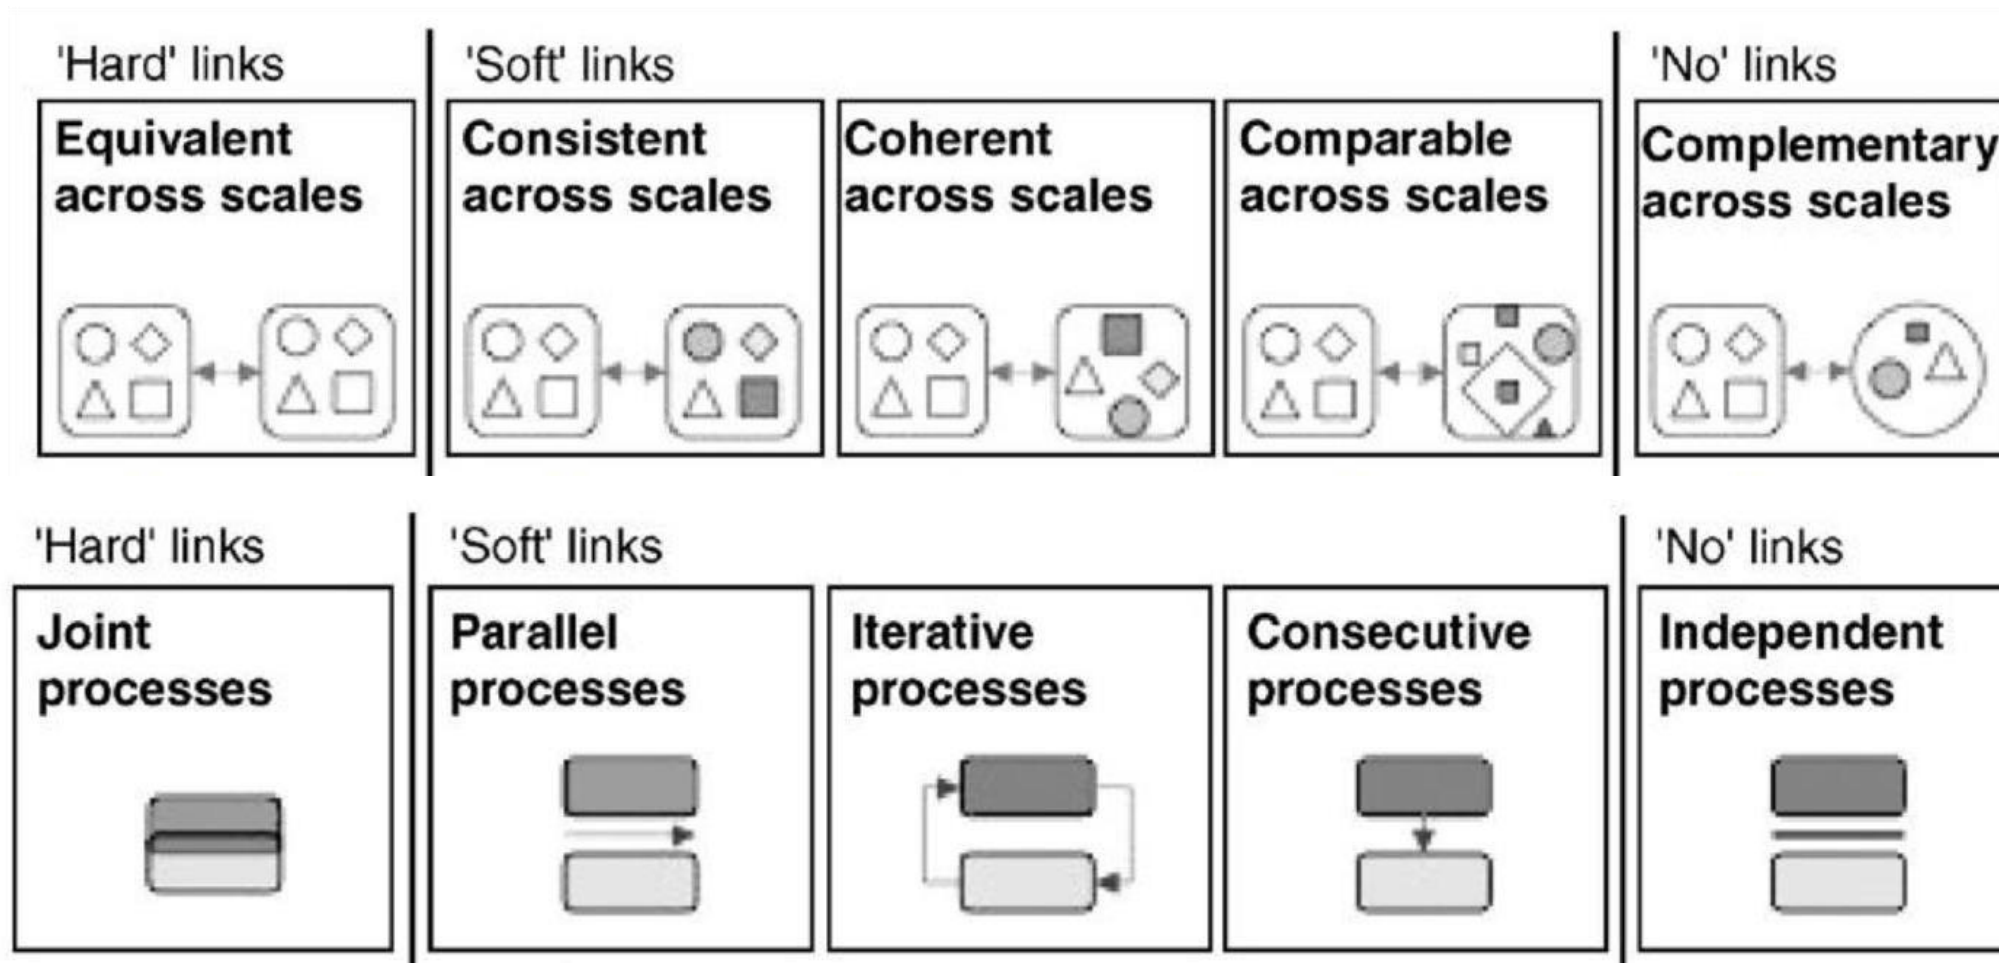 'Hard' links
'Soft' links
'No' links
Equivalent
across scales
Consistent
across scales
Coherent
across scales
Comparable
across scales
Complementary
across scales
'Hard' links
'Soft' links
'No' links
Joint
processes
Parallel
processes
Iterative
processes
Consecutive
processes
Independent
processes